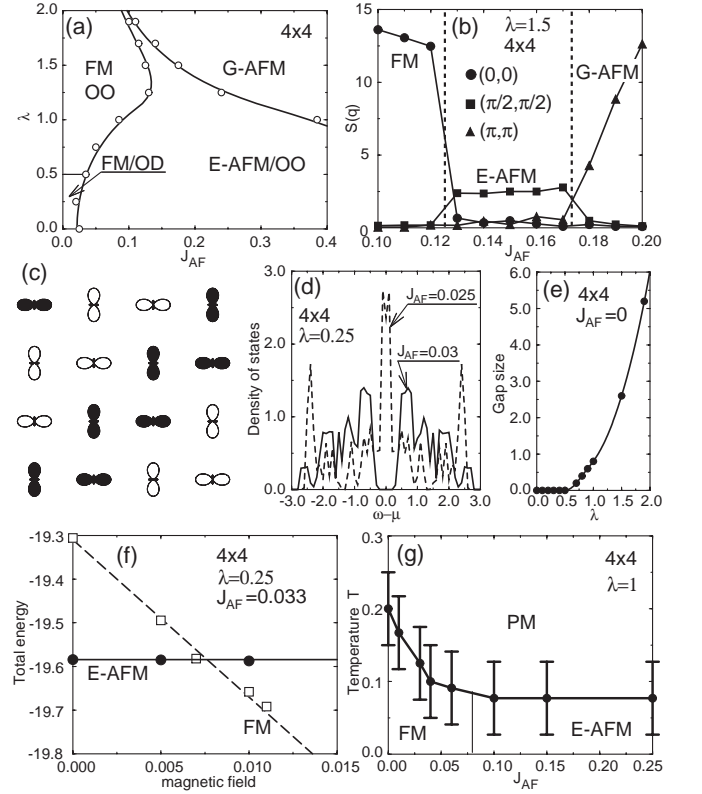 (a)
4x4
FM
OO
G-AFM
FM/OD
E-AFM/OO
λ
2.0
1.5
1.0
0.5
0.0
0.0 0.1 0.2 0.3 0.4
J_AF
(b)
λ=1.5
4x4
FM
(0,0)
(π/2,π/2)
(π,π)
G-AFM
E-AFM
S(q)
15
10
5
0
0.10 0.12 0.14 0.16 0.18 0.20
J_AF
(c)
(d)
4x4
λ=0.25
J_AF=0.025
J_AF=0.03
Density of states
3.0
2.0
1.0
0.0
-3.0 -2.0 -1.0 0.0 1.0 2.0 3.0
ω−μ
(e)
4x4
J_AF=0
Gap size
6.0
5.0
4.0
3.0
2.0
1.0
0.0
0.0 1.0 2.0
λ
(f)
4x4
λ=0.25
J_AF=0.033
E-AFM
FM
Total energy
-19.3
-19.4
-19.5
-19.6
-19.7
-19.8
0.000 0.005 0.010 0.015
magnetic field
(g)
4x4
λ=1
PM
FM
E-AFM
Temperature T
0.3
0.2
0.1
0.0
0.00 0.05 0.10 0.15 0.20 0.25
J_AF